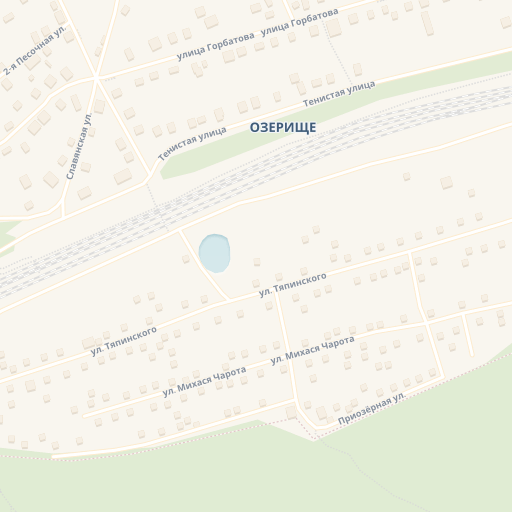 2-я Песочная ул.
улица Горбатова
улица Горбатова
Тенистая улица
Тенистая улица
ОЗЕРИЩЕ
Славянская ул.
ул. Тяпинского
ул. Тяпинского
ул. Михася Чарота
ул. Михася Чарота
Приозёрная ул.